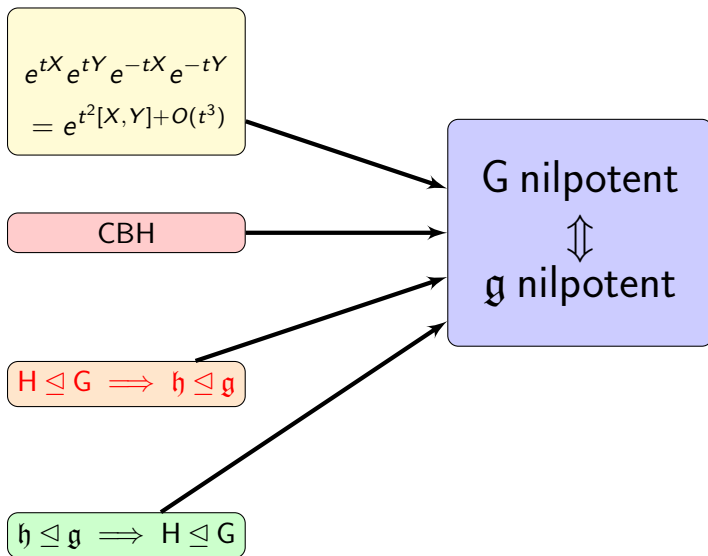 e^{tX} e^{tY} e^{-tX} e^{-tY}
= e^{t^2[X,Y]+O(t^3)}
CBH
H ⊴ G ⟹ 𝔥 ⊴ 𝔤
𝔥 ⊴ 𝔤 ⟹ H ⊴ G
G nilpotent
⇕
𝔤 nilpotent